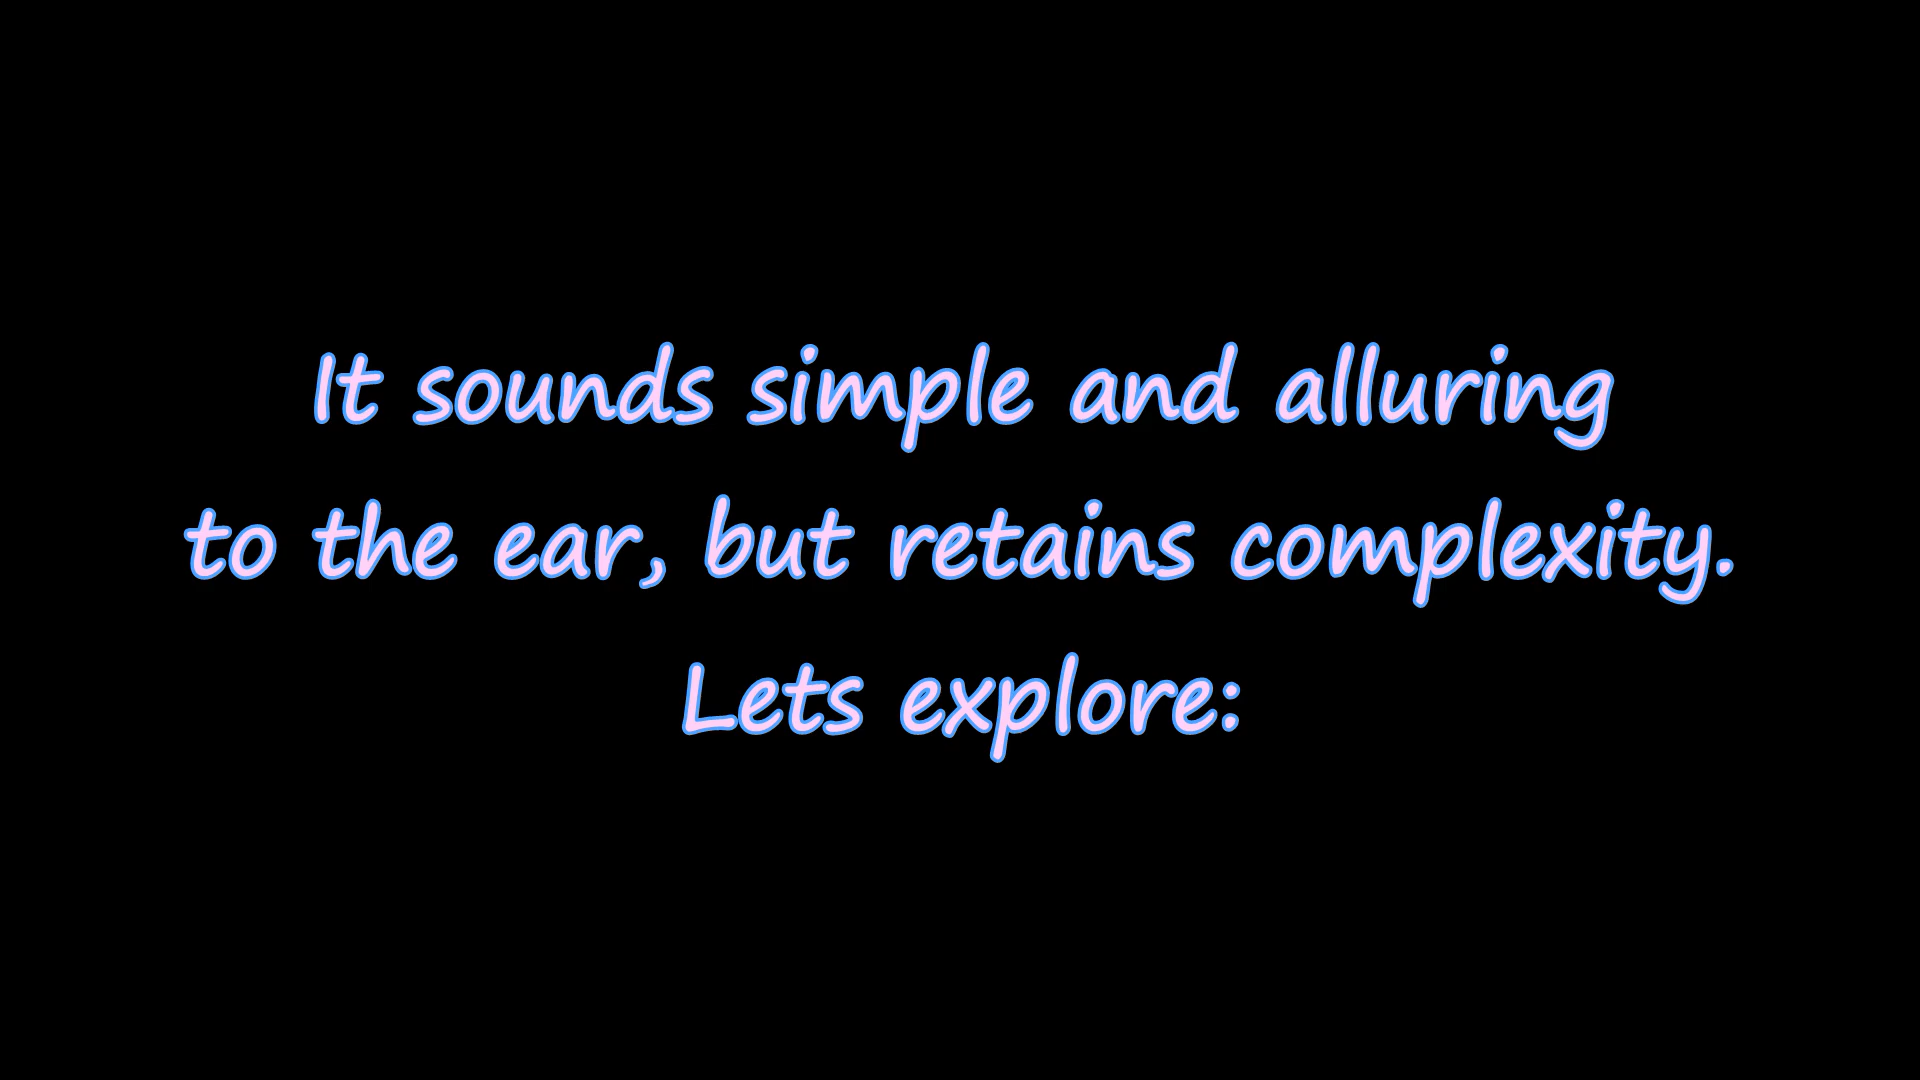 It sounds simple and alluring
to the ear, but retains complexity.
Lets explore: